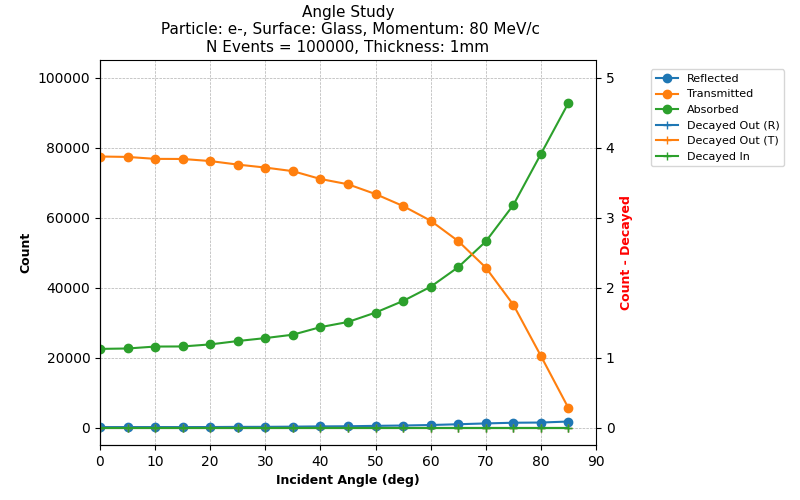 Angle Study
Particle: e-, Surface: Glass, Momentum: 80 MeV/c
N Events = 100000, Thickness: 1mm
100000
80000
60000
40000
20000
0
Count
0 10 20 30 40 50 60 70 80 90
Incident Angle (deg)
5
4
3
2
1
0
Count - Decayed
Reflected
Transmitted
Absorbed
Decayed Out (R)
Decayed Out (T)
Decayed In